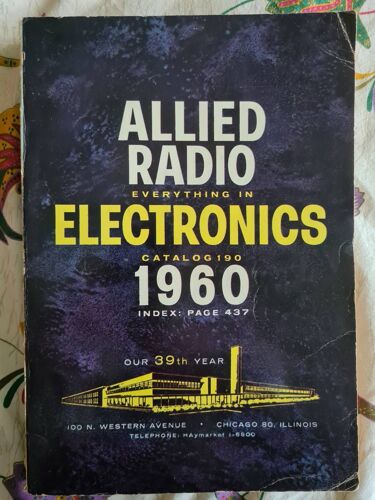 ALLIED
RADIO
EVERYTHING IN
ELECTRONICS
CATALOG 190
1960
INDEX: PAGE 437
OUR 39th YEAR
100 N. WESTERN AVENUE • CHICAGO 80, ILLINOIS
TELEPHONE: HAymarket 1-6800